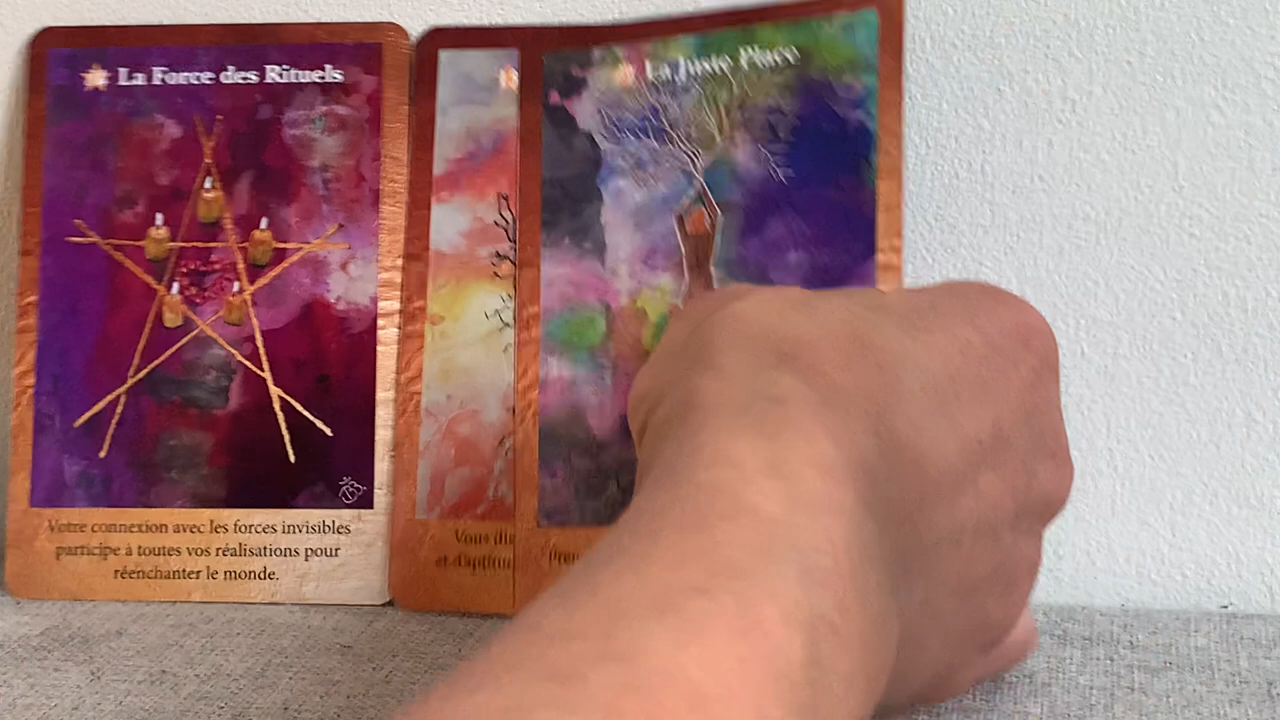 La Force des Rituels
Votre connexion avec les forces invisibles
participe à toutes vos réalisations pour
réenchanter le monde.
La Juste Place
Vous